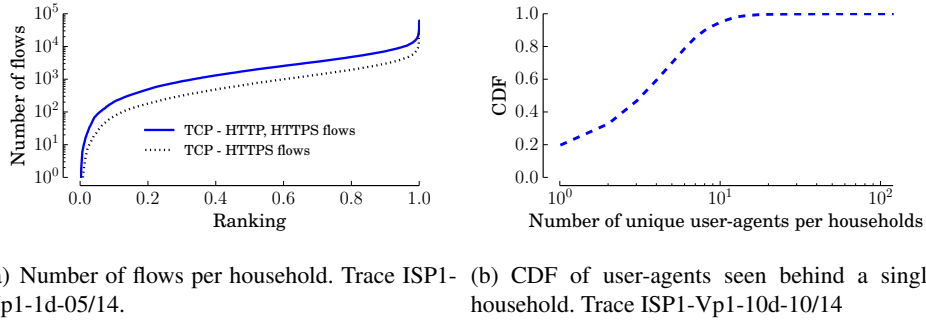 10^5
10^4
10^3
10^2
10^1
10^0
Number of flows
TCP - HTTP, HTTPS flows
TCP - HTTPS flows
0.0 0.2 0.4 0.6 0.8 1.0
Ranking
1.0
0.8
0.6
0.4
0.2
0.0
CDF
10^0 10^1 10^2
Number of unique user-agents per households
) Number of flows per household. Trace ISP1-
p1-1d-05/14.
(b) CDF of user-agents seen behind a singl
household. Trace ISP1-Vp1-10d-10/14